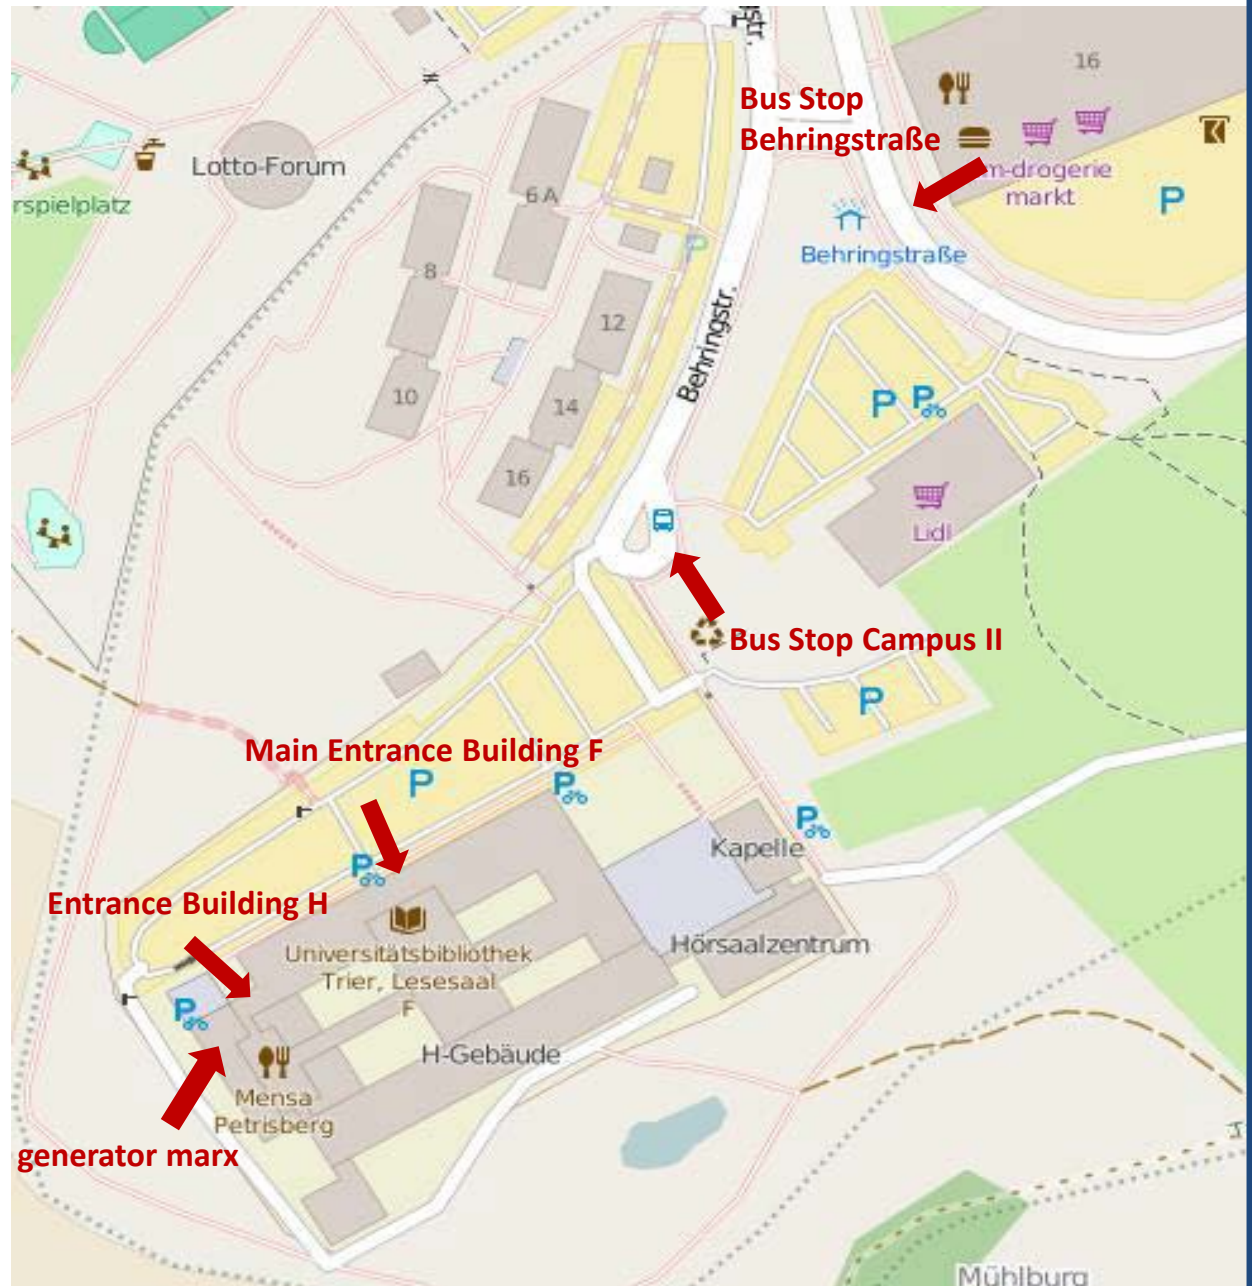 gstr.
16
Bus Stop
Behringstraße
Lotto-Forum
m-drogerie
markt
P
rspielplatz
6 A
P
Behringstraße
8
12
Behringstr.
10
14
P
P
16
Lidl
Bus Stop Campus II
P
Main Entrance Building F
P
P
P
Kapelle
P
Entrance Building H
Universitätsbibliothek
Trier, Lesesaal
F
Hörsaalzentrum
P
H-Gebäude
Mensa
Petrisberg
generator marx
Mühlburg